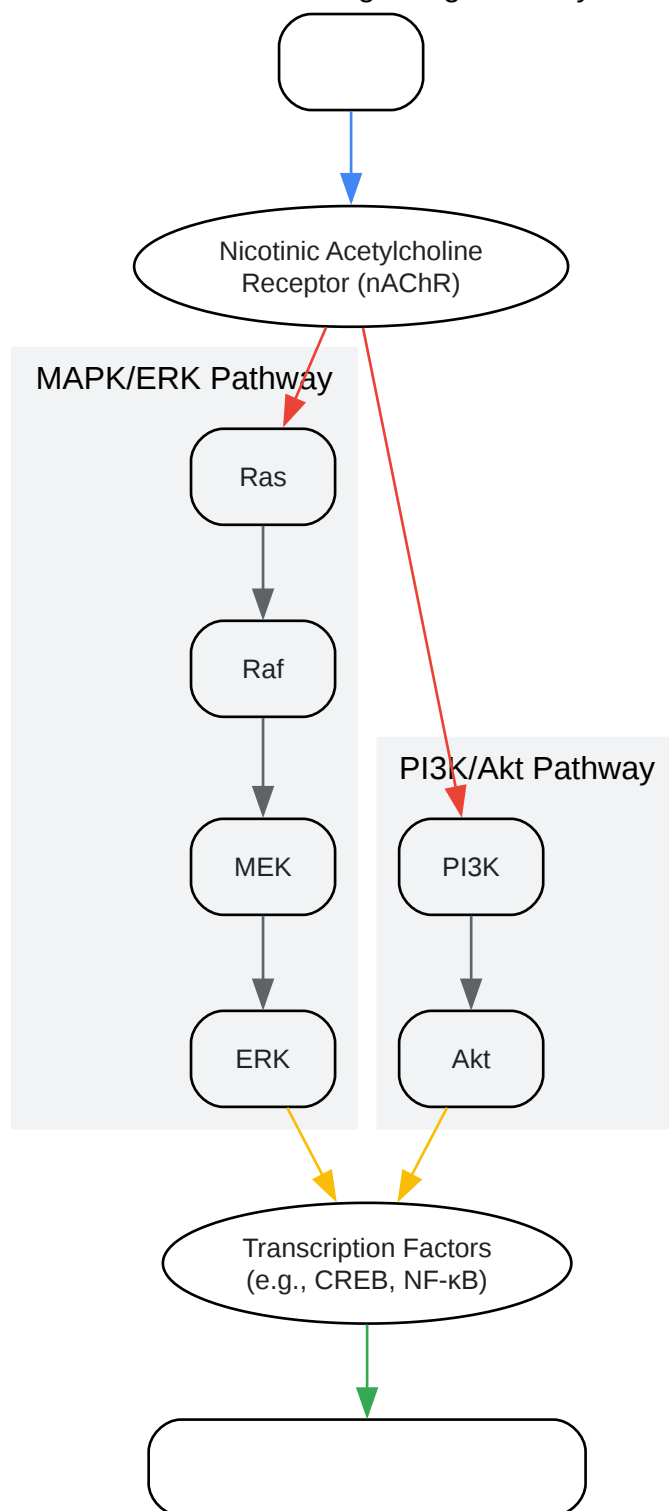 Nicotinic Acetylcholine
Receptor (nAChR)
MAPK/ERK Pathway
Ras
Raf
PI3K/Akt Pathway
MEK
PI3K
ERK
Akt
Transcription Factors
(e.g., CREB, NF-κB)